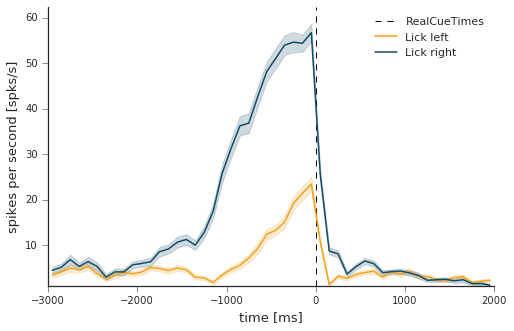 60
50
40
30
20
10
spikes per second [spks/s]
RealCueTimes
Lick left
Lick right
−3000 −2000 −1000 0 1000 2000
time [ms]